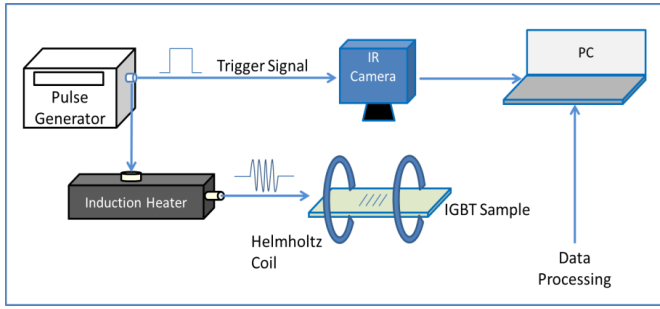 Pulse
Generator
Trigger Signal
IR
Camera
PC
Induction Heater
Helmholtz
Coil
IGBT Sample
Data
Processing